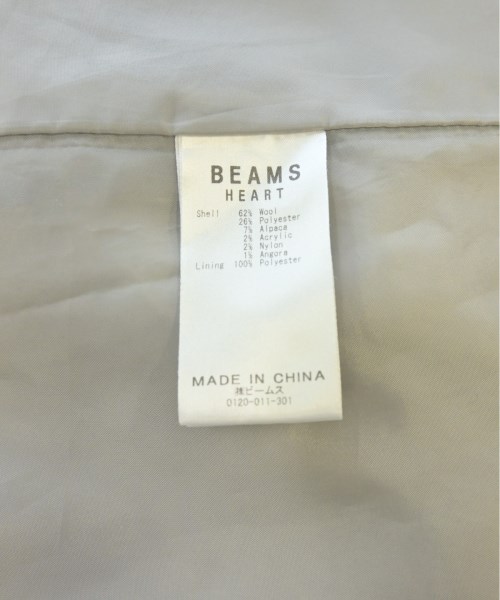 BEAMS
HEART
Shell 62% Wool
26% Polyester
7% Alpaca
2% Acrylic
2% Nylon
1% Angora
Lining 100% Polyester
MADE IN CHINA
㈱ビームス
0120-011-301